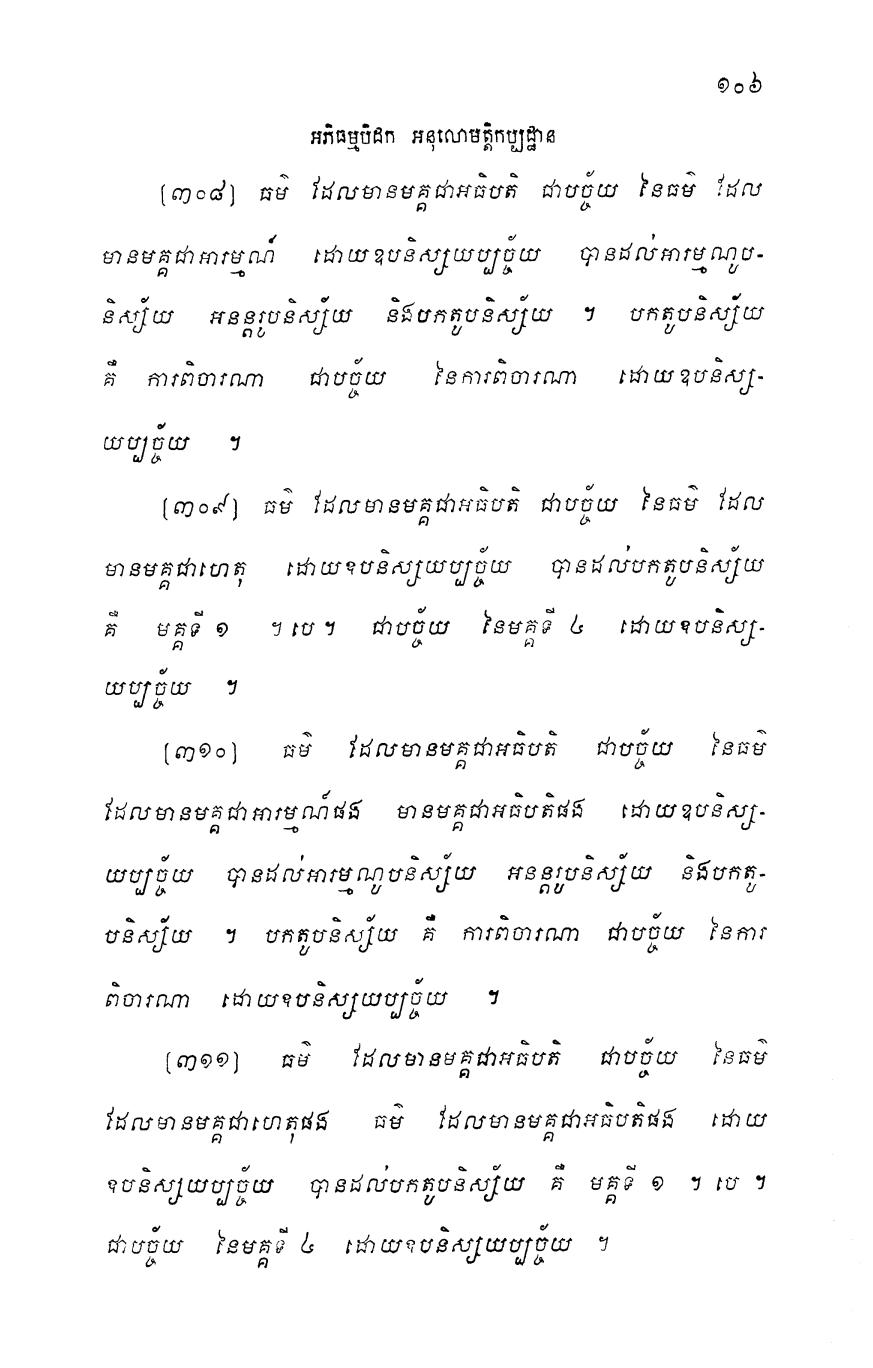 ១០៦
អភិធម្មបិដក អនុលោមត្តិកប្បដ្ឋាន
[៣០៨] ធម៌ ដែលមានមគ្គជាអធិបតិ ជាបច្ច័យ នៃធម៌ ដែល
មានមគ្គជាអារម្មណ៍ ដោយឧបនិស្សយប្បច្ច័យ បានដល់អារម្មណូប-
និស្ស័យ អនន្តរូបនិស្ស័យ និងបកតូបនិស្ស័យ ។ បកតូបនិស្ស័យ
គឺ ការពិចារណា ជាបច្ច័យ នៃការពិចារណា ដោយឧបនិស្ស-
យប្បច្ច័យ ។
[៣០៩] ធម៌ ដែលមានមគ្គជាអធិបតិ ជាបច្ច័យ នៃធម៌ ដែល
មានមគ្គជាហេតុ ដោយឧបនិស្សយប្បច្ច័យ បានដល់បកតូបនិស្ស័យ
គឺ មគ្គទី ១ ។ បេ ។ ជាបច្ច័យ នៃមគ្គទី ៤ ដោយឧបនិស្ស-
យប្បច្ច័យ ។
[៣១០] ធម៌ ដែលមានមគ្គជាអធិបតិ ជាបច្ច័យ នៃធម៌
ដែលមានមគ្គជាអារម្មណ៍ផង មានមគ្គជាអធិបតិផង ដោយឧបនិស្ស-
យប្បច្ច័យ បានដល់អារម្មណូបនិស្ស័យ អនន្តរូបនិស្ស័យ និងបកតូ-
បនិស្ស័យ ។ បកតូបនិស្ស័យ គឺ ការពិចារណា ជាបច្ច័យ នៃការ
ពិចារណា ដោយឧបនិស្សយប្បច្ច័យ ។
[៣១១] ធម៌ ដែលមានមគ្គជាអធិបតិ ជាបច្ច័យ នៃធម៌
ដែលមានមគ្គជាហេតុផង ធម៌ ដែលមានមគ្គជាអធិបតិផង ដោយ
ឧបនិស្សយប្បច្ច័យ បានដល់បកតូបនិស្ស័យ គឺ មគ្គទី ១ ។ បេ ។
ជាបច្ច័យ នៃមគ្គទី ៤ ដោយឧបនិស្សយប្បច្ច័យ ។